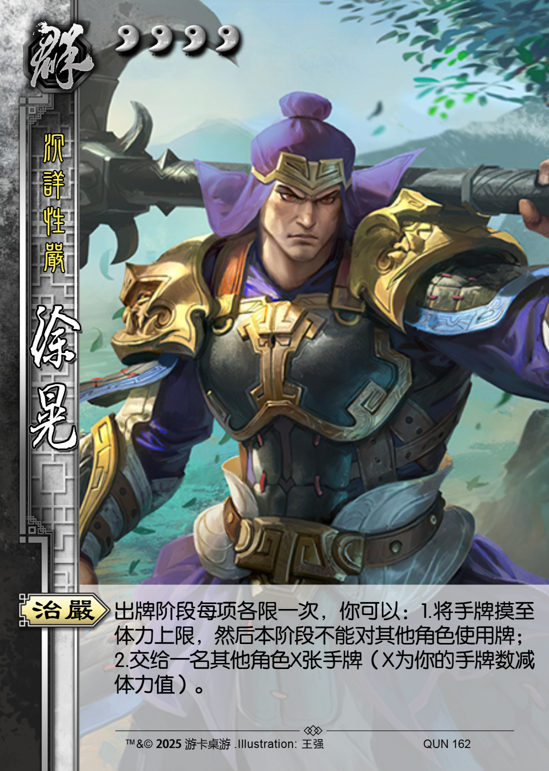 群
沉詳性嚴
徐晃
治嚴
出牌阶段每项各限一次，你可以：1.将手牌摸至
体力上限，然后本阶段不能对其他角色使用牌；
2.交给一名其他角色X张手牌（X为你的手牌数减
体力值）。
™&© 2025 游卡桌游 .Illustration: 王强
QUN 162